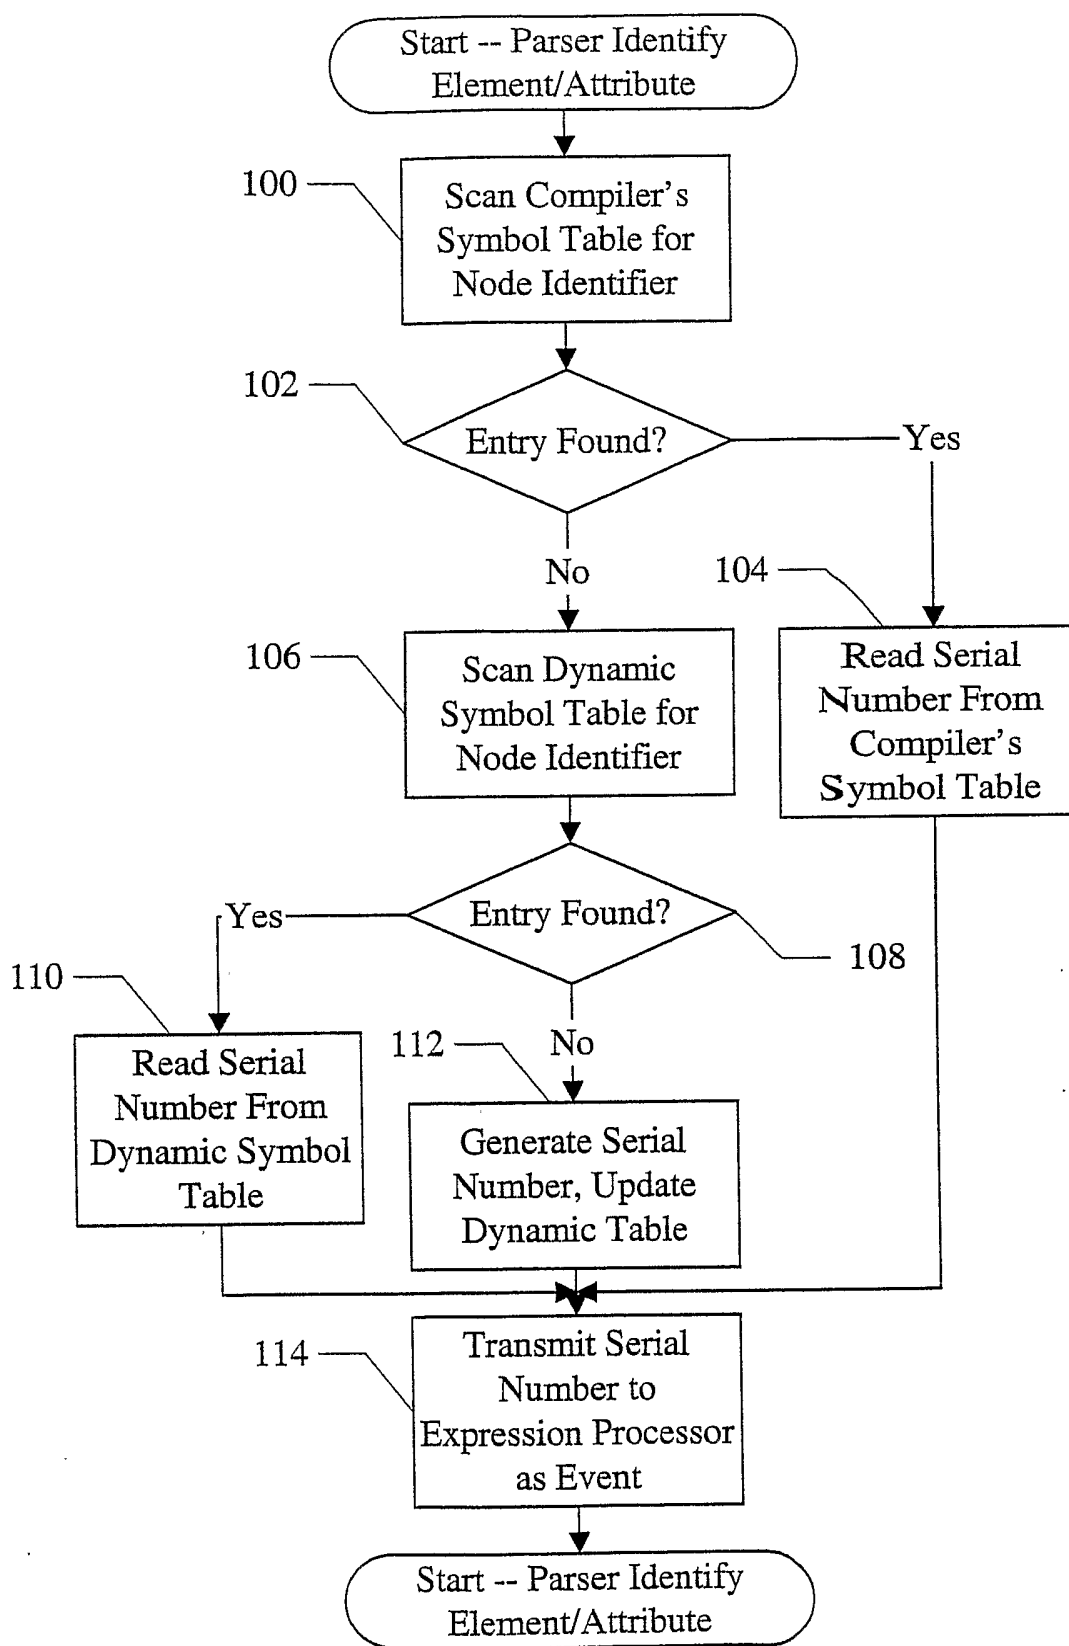 Start -- Parser Identify
Element/Attribute
100
Scan Compiler's
Symbol Table for
Node Identifier
102
Entry Found?
Yes
No
104
Read Serial
Number From
Compiler's
Symbol Table
106
Scan Dynamic
Symbol Table for
Node Identifier
Yes
Entry Found?
108
110
Read Serial
Number From
Dynamic Symbol
Table
No
112
Generate Serial
Number, Update
Dynamic Table
114
Transmit Serial
Number to
Expression Processor
as Event
Start -- Parser Identify
Element/Attribute